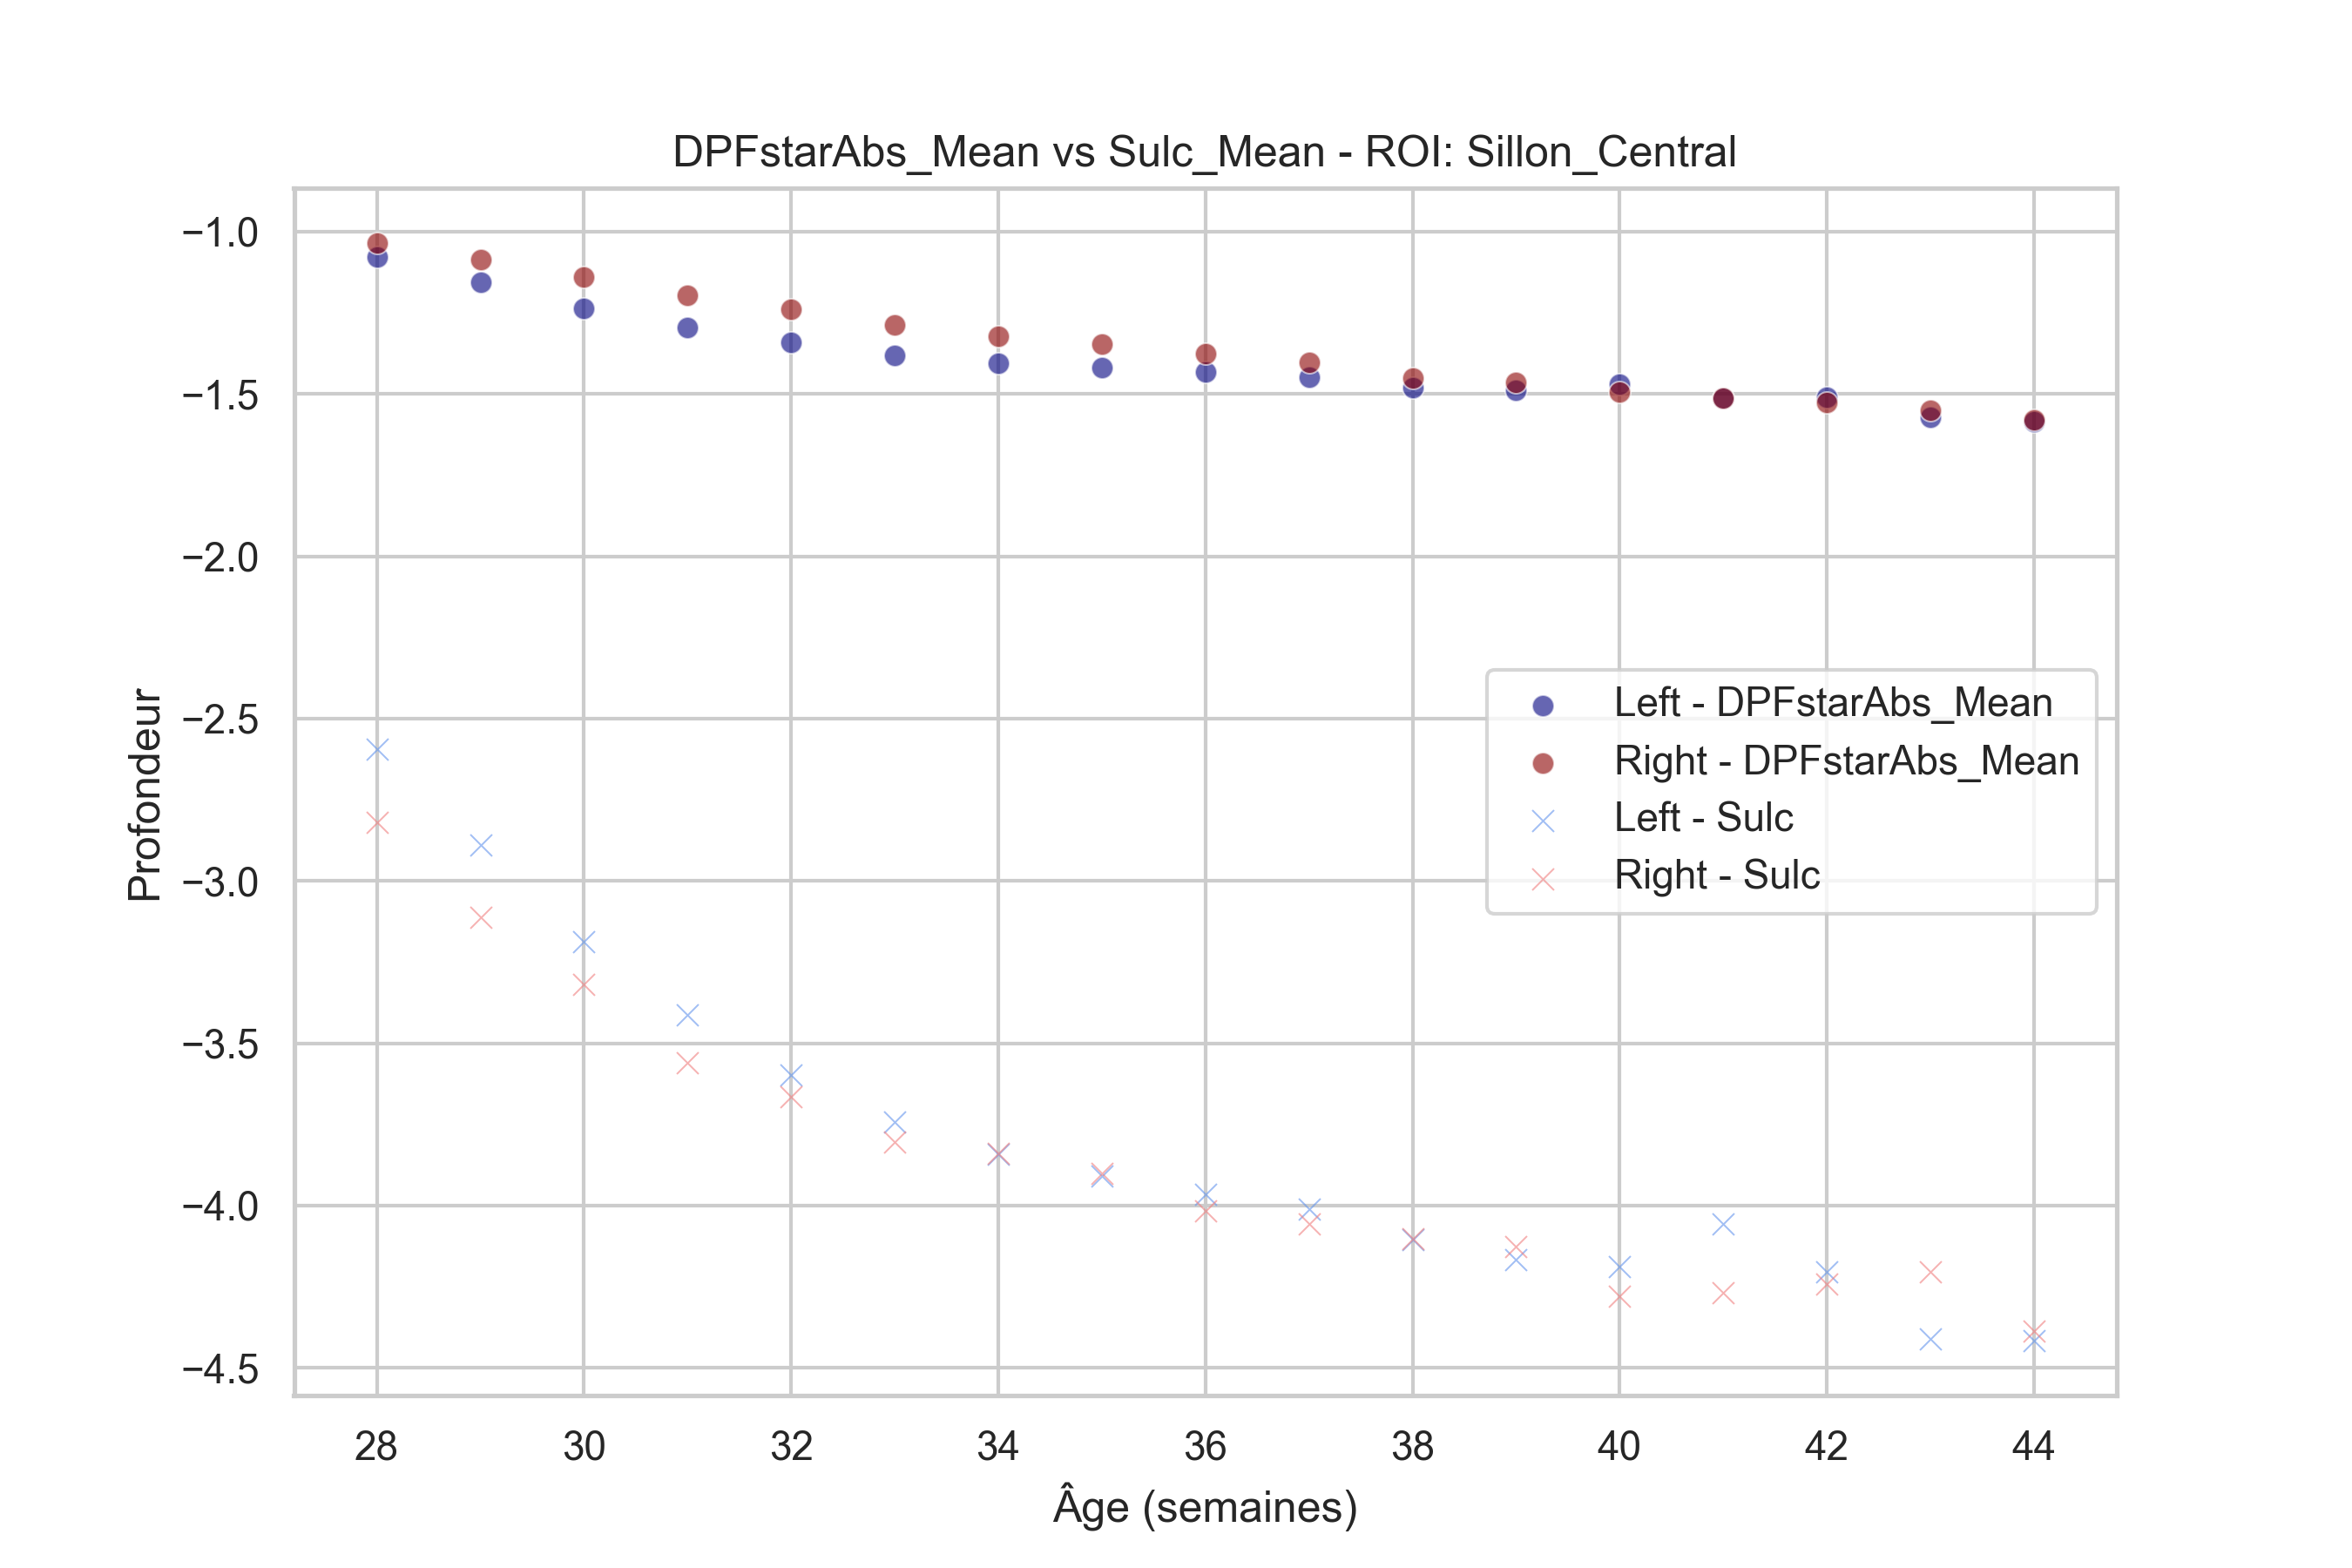 DPFstarAbs_Mean vs Sulc_Mean - ROI: Sillon_Central
Profondeur
−1.0
−1.5
−2.0
−2.5
−3.0
−3.5
−4.0
−4.5
Left - DPFstarAbs_Mean
Right - DPFstarAbs_Mean
Left - Sulc
Right - Sulc
28 30 32 34 36 38 40 42 44
Âge (semaines)